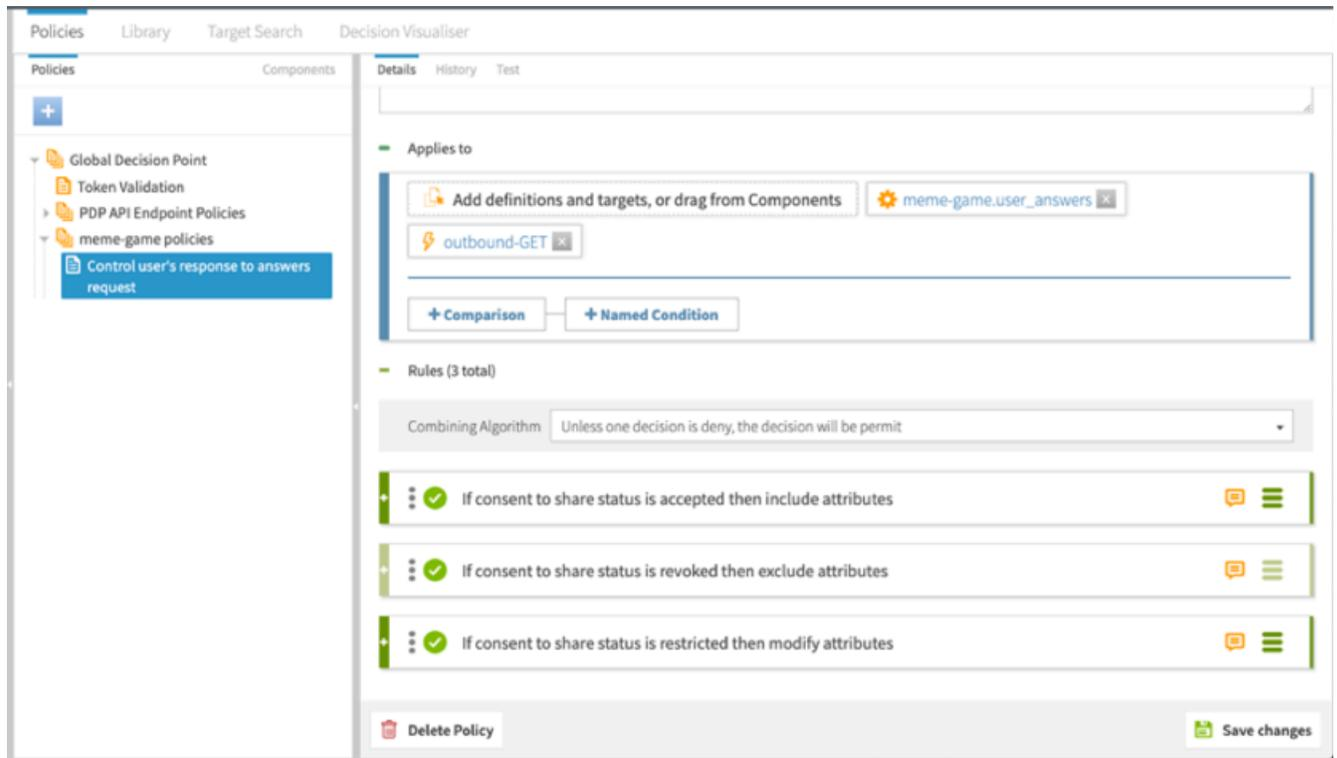 Policies Library Target Search Decision Visualiser
Policies Components
Details History Test
+
Global Decision Point
Token Validation
PDP API Endpoint Policies
meme-game policies
Control user's response to answers
request
Applies to
Add definitions and targets, or drag from Components meme-game.user_answers
outbound-GET
+ Comparison + Named Condition
Rules (3 total)
Combining Algorithm Unless one decision is deny, the decision will be permit
If consent to share status is accepted then include attributes
If consent to share status is revoked then exclude attributes
If consent to share status is restricted then modify attributes
Delete Policy Save changes